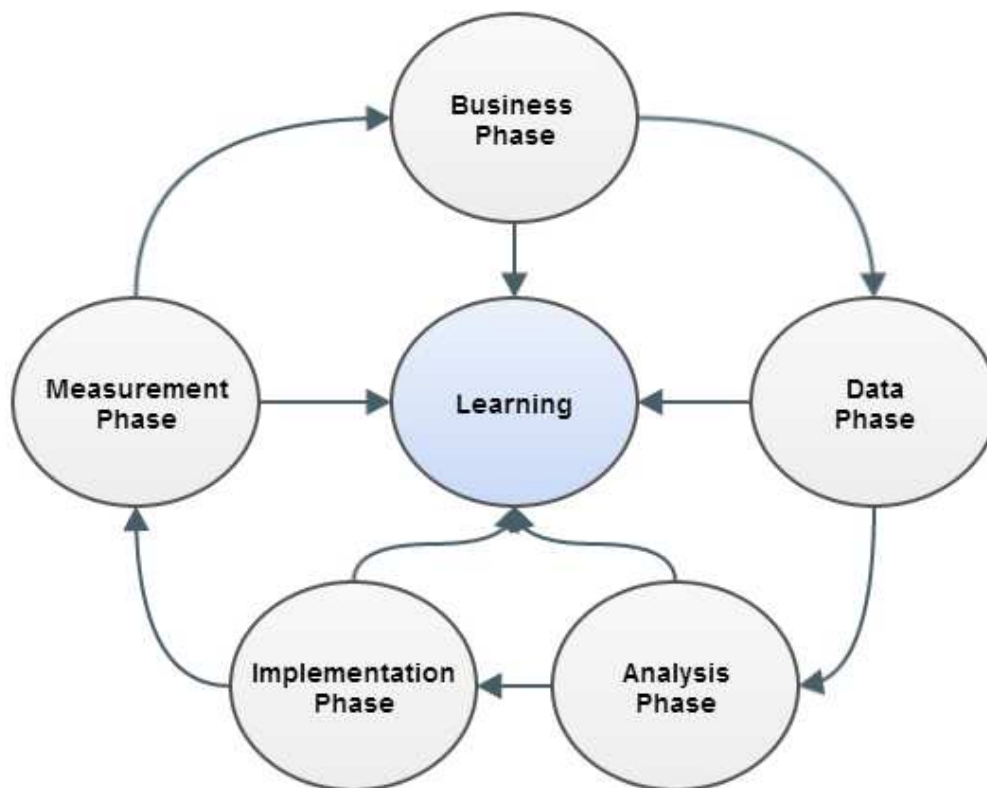 Business
Phase
Measurement
Phase
Learning
Data
Phase
Implementation
Phase
Analysis
Phase